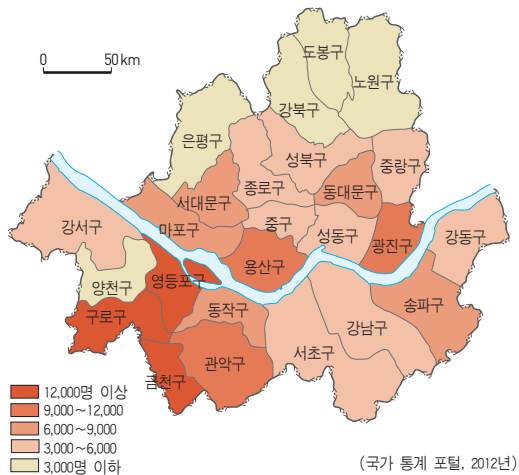 0 50km
도봉구
노원구
강북구
은평구
성북구
중랑구
종로구
서대문구
동대문구
강서구
마포구
중구
성동구
광진구
강동구
양천구
영등포구
용산구
구로구
동작구
송파구
강남구
금천구
관악구
서초구
12,000명 이상
9,000~12,000
6,000~9,000
3,000~6,000
3,000명 이하
(국가 통계 포털, 2012년)